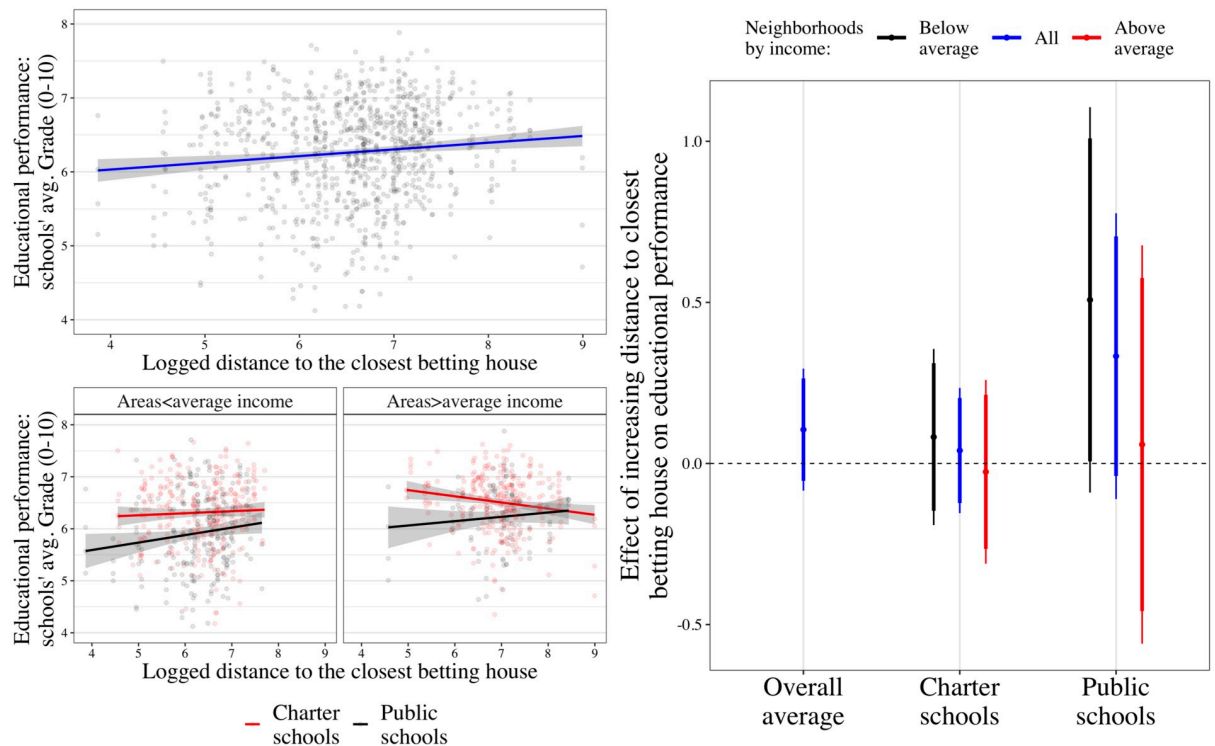 Educational performance:
schools' avg. Grade (0-10)
8
7
6
5
4
4
5
6
7
8
9
Logged distance to the closest betting house
Areas<average income
Areas>average income
Educational performance:
schools' avg. Grade (0-10)
8
7
6
5
4
4
5
6
7
8
9
4
5
6
7
8
9
Logged distance to the closest betting house
Charter
schools
Public
schools
Neighborhoods
by income:
Below
average
All
Above
average
Effect of increasing distance to closest
betting house on educational performance
1.0
0.5
0.0
-0.5
Overall
average
Charter
schools
Public
schools